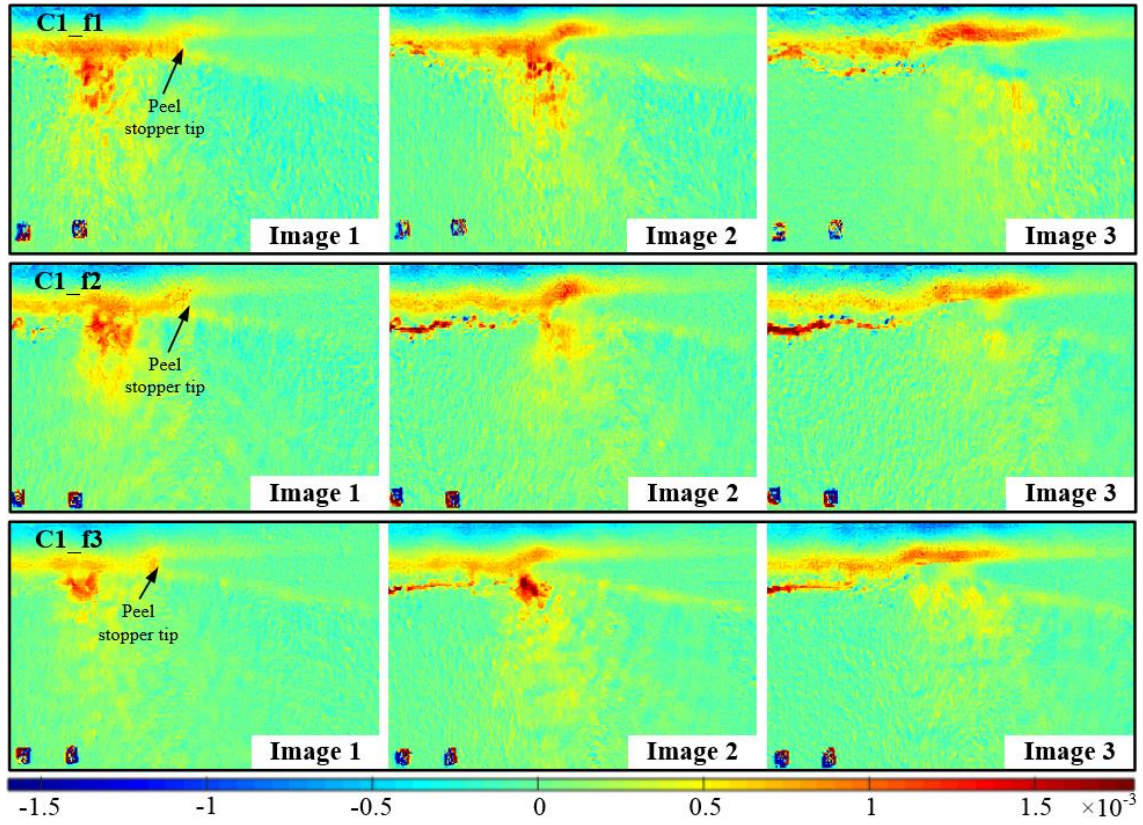 C1_f1
Peel
stopper tip
Image 1
Image 2
Image 3
C1_f2
Peel
stopper tip
Image 1
Image 2
Image 3
C1_f3
Peel
stopper tip
Image 1
Image 2
Image 3
-1.5 -1 -0.5 0 0.5 1 1.5 ×10⁻³